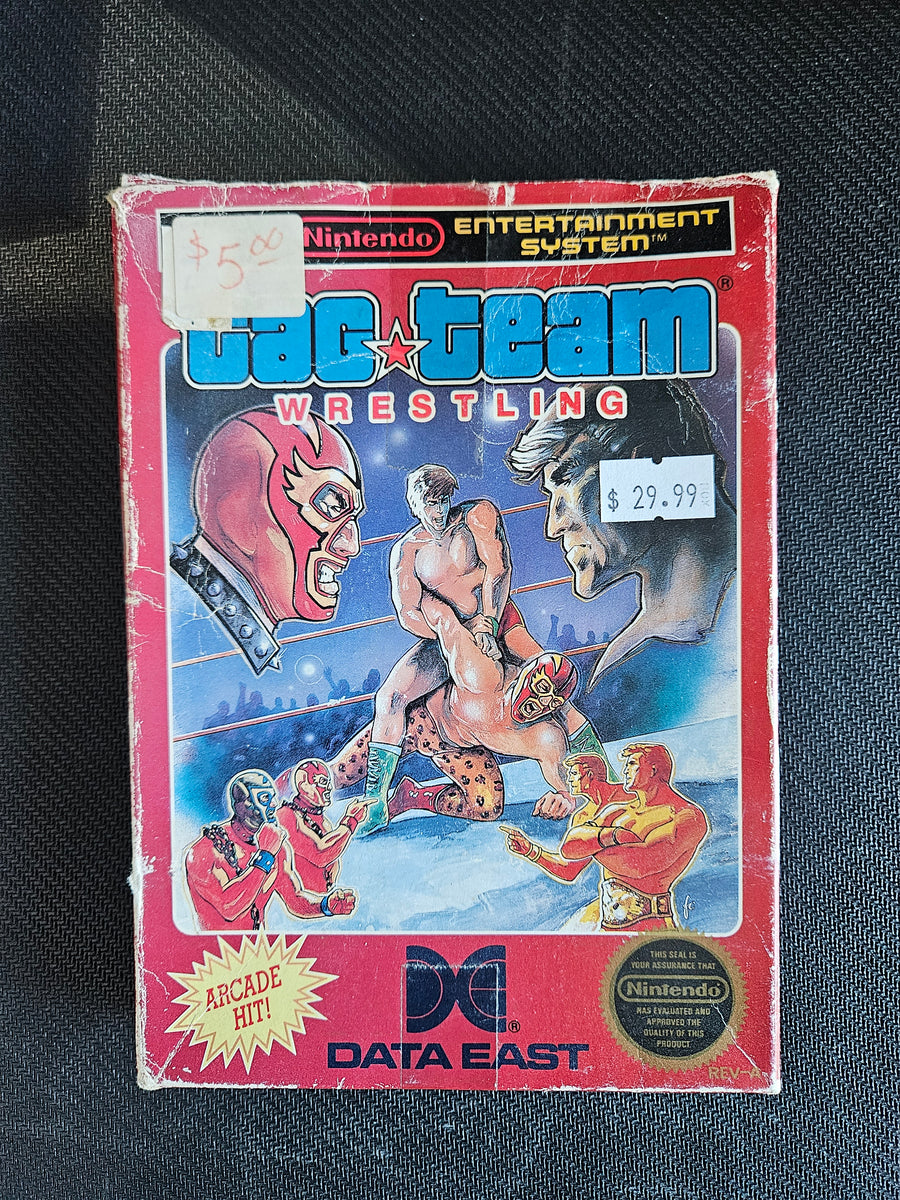 $5.00
Nintendo
ENTERTAINMENT
SYSTEM™
tag★team®
WRESTLING
$ 29.99
ARCADE
HIT!
DATA EAST®
THIS SEAL IS
YOUR ASSURANCE THAT
Nintendo®
HAS EVALUATED AND
APPROVED THE
QUALITY OF THIS
PRODUCT
REV-A